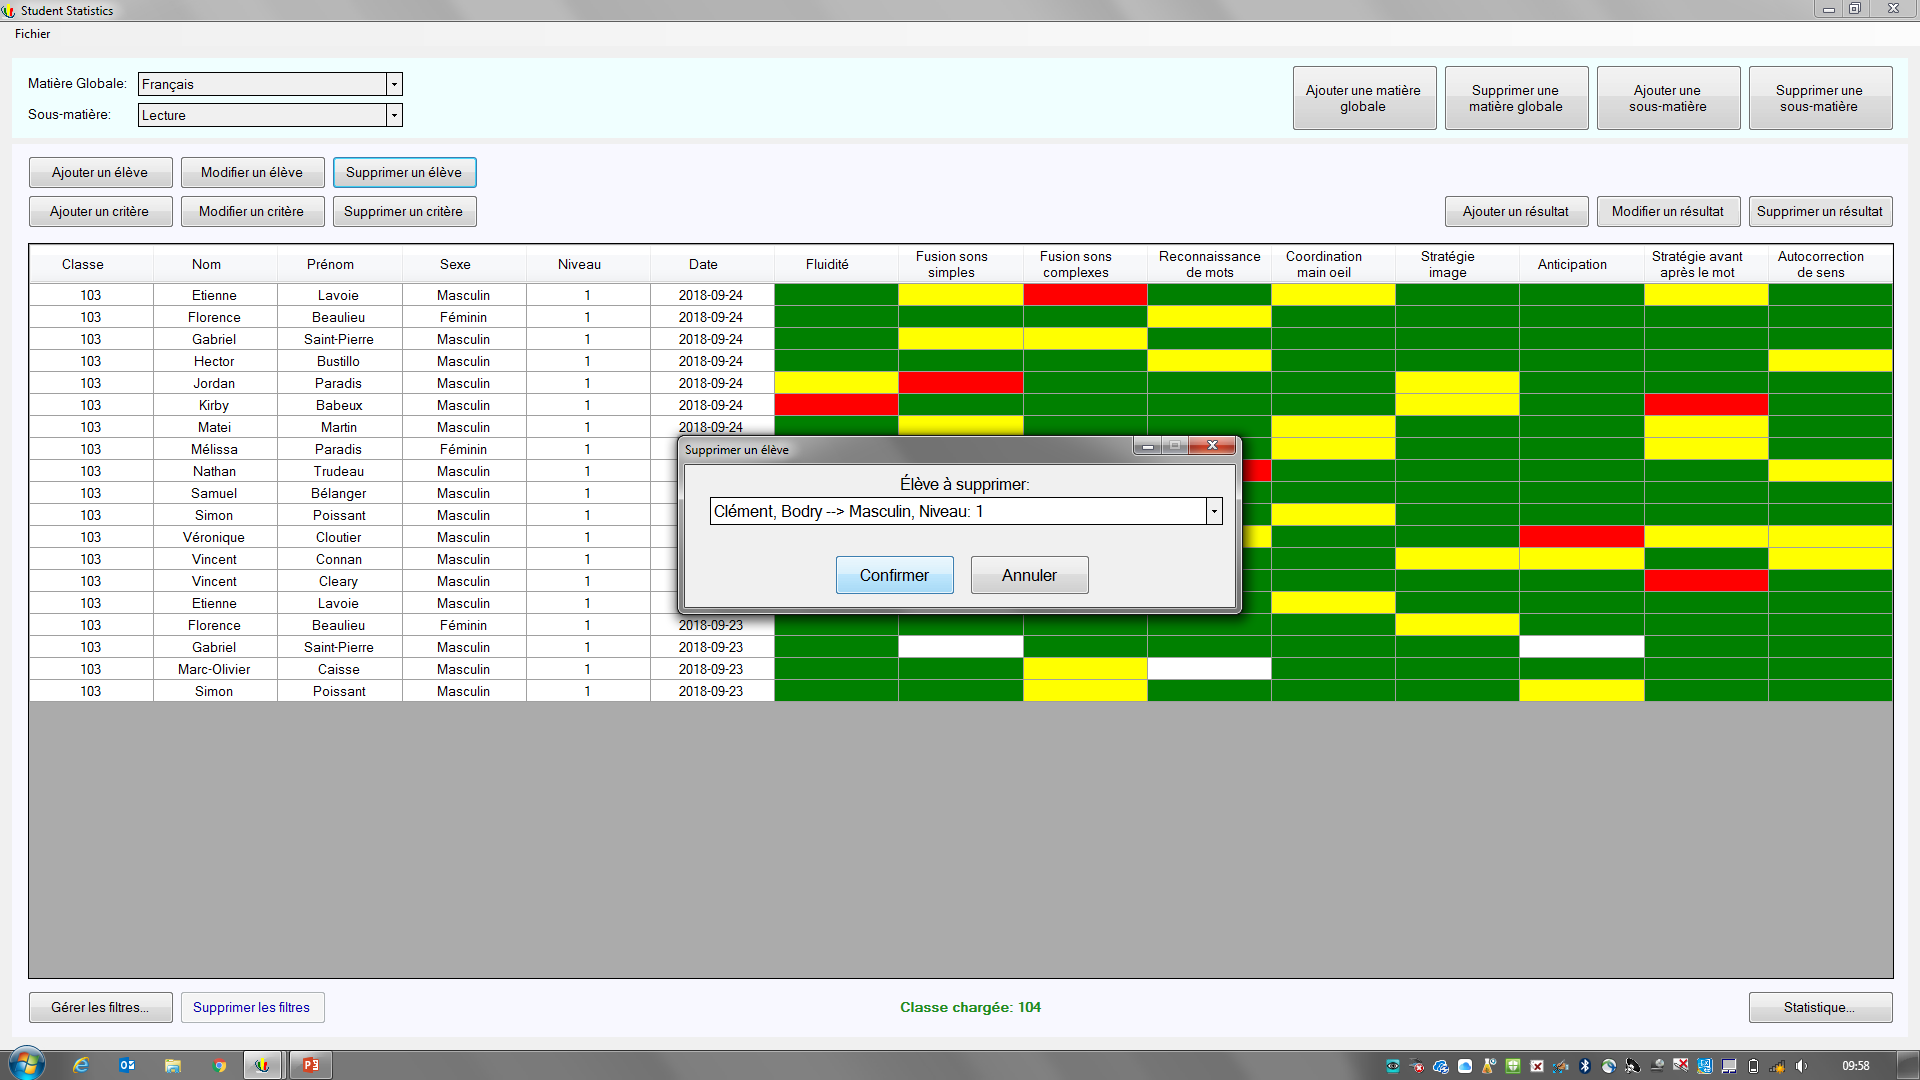 Student Statistics
Fichier
Matière Globale: Français
Sous-matière: Lecture
Ajouter une matière globale
Supprimer une matière globale
Ajouter une sous-matière
Supprimer une sous-matière
Ajouter un élève Modifier un élève Supprimer un élève
Ajouter un critère Modifier un critère Supprimer un critère
Ajouter un résultat Modifier un résultat Supprimer un résultat
Classe Nom Prénom Sexe Niveau Date Fluidité Fusion sons simples Fusion sons complexes Reconnaissance de mots Coordination main oeil Stratégie image Anticipation Stratégie avant après le mot Autocorrection de sens
103 Etienne Lavoie Masculin 1 2018-09-24
103 Florence Beaulieu Féminin 1 2018-09-24
103 Gabriel Saint-Pierre Masculin 1 2018-09-24
103 Hector Bustillo Masculin 1 2018-09-24
103 Jordan Paradis Masculin 1 2018-09-24
103 Kirby Babeux Masculin 1 2018-09-24
103 Matei Martin Masculin 1 2018-09-24
103 Mélissa Paradis Féminin 1
103 Nathan Trudeau Masculin 1
103 Samuel Bélanger Masculin 1
103 Simon Poissant Masculin 1
103 Véronique Cloutier Masculin 1
103 Vincent Connan Masculin 1
103 Vincent Cleary Masculin 1
103 Etienne Lavoie Masculin 1
103 Florence Beaulieu Féminin 1 2018-09-23
103 Gabriel Saint-Pierre Masculin 1 2018-09-23
103 Marc-Olivier Caisse Masculin 1 2018-09-23
103 Simon Poissant Masculin 1 2018-09-23
Supprimer un élève
Élève à supprimer:
Clément, Bodry --> Masculin, Niveau: 1
Confirmer Annuler
Gérer les filtres... Supprimer les filtres
Classe chargée: 104
Statistique...
09:58